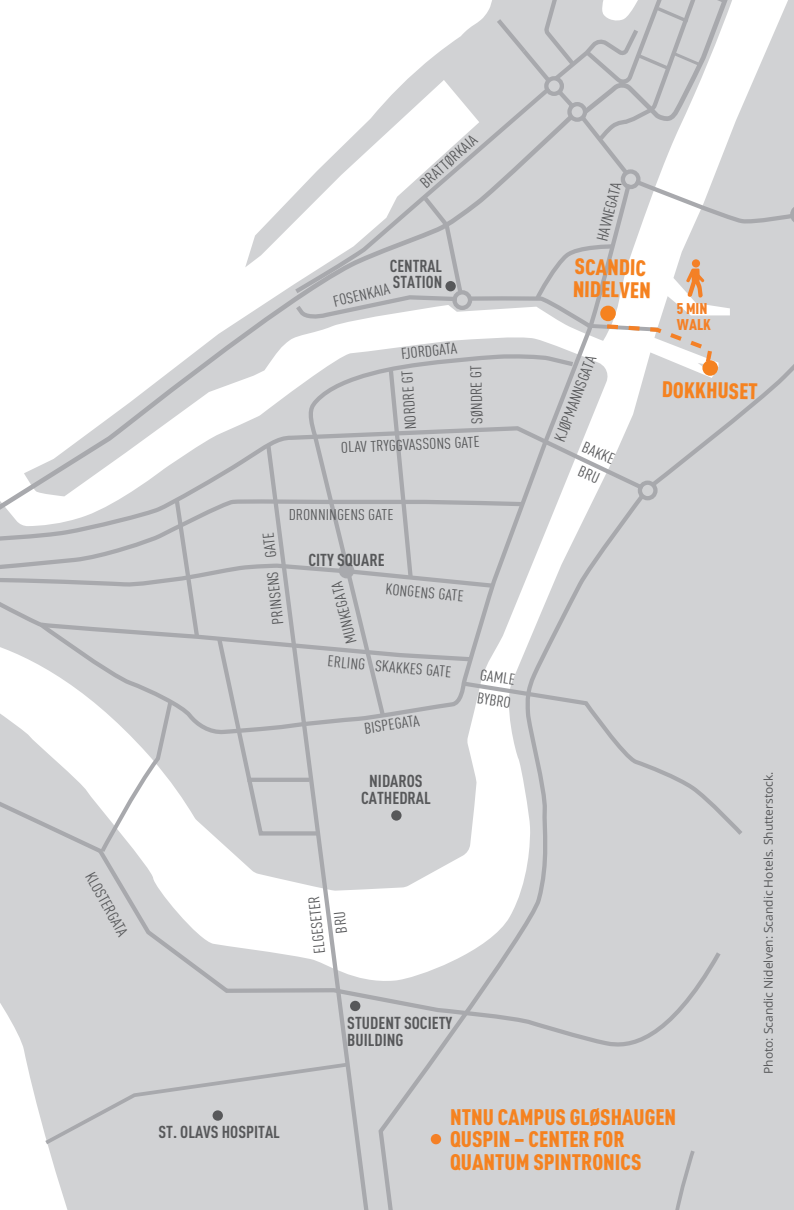 BRATTØRKAIA
HAVNEGATA
CENTRAL
STATION
SCANDIC
NIDELVEN
FOSENKAIA
5 MIN
WALK
FJORDGATA
DOKKHUSET
NORDRE GT
SØNDRE GT
KJØPMANNSGATA
OLAV TRYGGVASSONS GATE
BAKKE
BRU
DRONNINGENS GATE
PRINSENS GATE
CITY SQUARE
MUNKEGATA
KONGENS GATE
ERLING SKAKKES GATE
GAMLE
BYBRO
BISPEGATA
NIDAROS
CATHEDRAL
KLOSTERGATA
ELGESETER
BRU
STUDENT SOCIETY
BUILDING
ST. OLAVS HOSPITAL
NTNU CAMPUS GLØSHAUGEN
QUSPIN – CENTER FOR
QUANTUM SPINTRONICS
Photo: Scandic Nidelven: Scandic Hotels. Shutterstock.